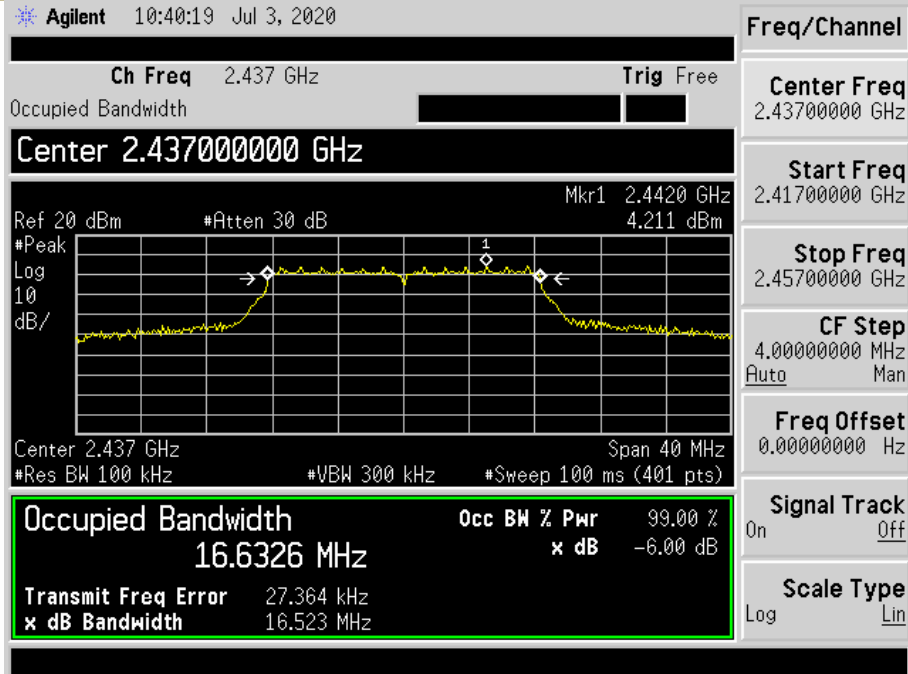 Agilent 10:40:19 Jul 3, 2020
Ch Freq 2.437 GHz Trig Free
Occupied Bandwidth
Center 2.437000000 GHz
Mkr1 2.4420 GHz
Ref 20 dBm #Atten 30 dB 4.211 dBm
#Peak
Log
10
dB/
1
Center 2.437 GHz Span 40 MHz
#Res BW 100 kHz #VBW 300 kHz #Sweep 100 ms (401 pts)
Occupied Bandwidth Occ BW % Pwr 99.00 %
16.6326 MHz x dB -6.00 dB
Transmit Freq Error 27.364 kHz
x dB Bandwidth 16.523 MHz
Freq/Channel
Center Freq
2.43700000 GHz
Start Freq
2.41700000 GHz
Stop Freq
2.45700000 GHz
CF Step
4.00000000 MHz
Auto Man
Freq Offset
0.00000000 Hz
Signal Track
On Off
Scale Type
Log Lin